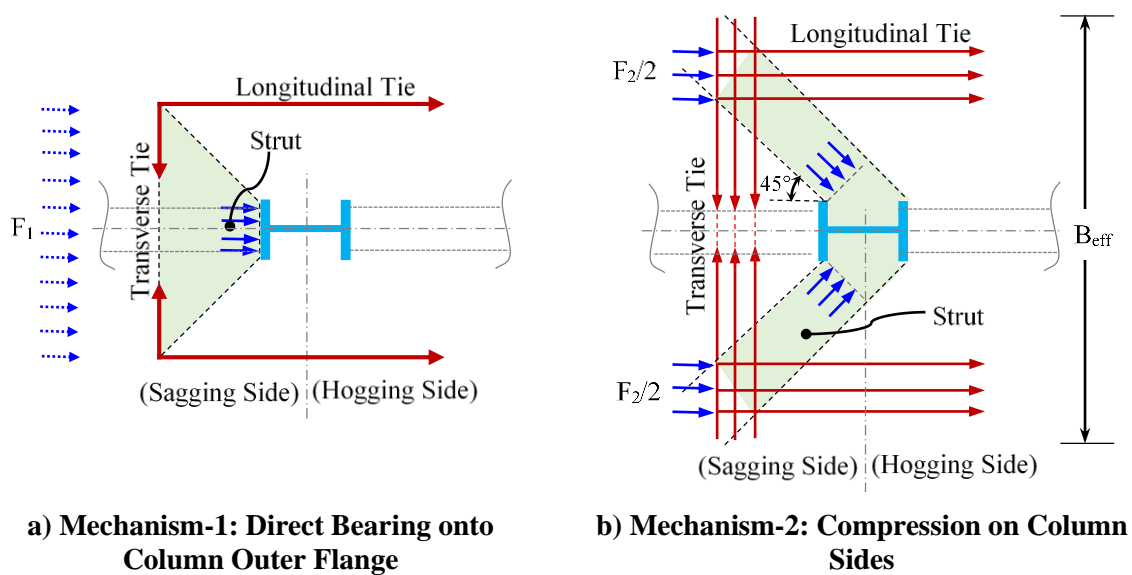 Longitudinal Tie
Strut
Transverse Tie
F1
(Sagging Side)
(Hogging Side)
a) Mechanism-1: Direct Bearing onto
Column Outer Flange
Longitudinal Tie
F2/2
45°
Transverse Tie
Beff
Strut
F2/2
(Sagging Side)
(Hogging Side)
b) Mechanism-2: Compression on Column
Sides